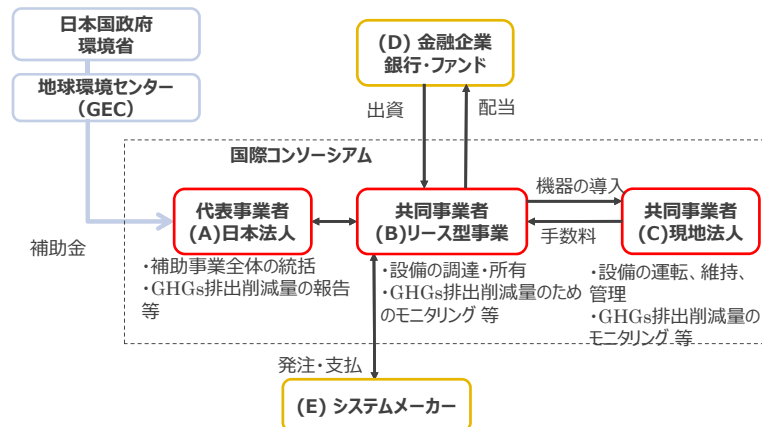 日本国政府
環境省
地球環境センター
（GEC）
(D) 金融企業
銀行・ファンド
出資
配当
国際コンソーシアム
代表事業者
(A)日本法人
共同事業者
(B)リース型事業
機器の導入
手数料
共同事業者
(C)現地法人
補助金
・補助事業全体の統括
・GHGs排出削減量の報告
等
・設備の調達・所有
・GHGs排出削減量のため
のモニタリング 等
・設備の運転、維持、
管理
・GHGs排出削減量の
モニタリング 等
発注・支払
(E) システムメーカー